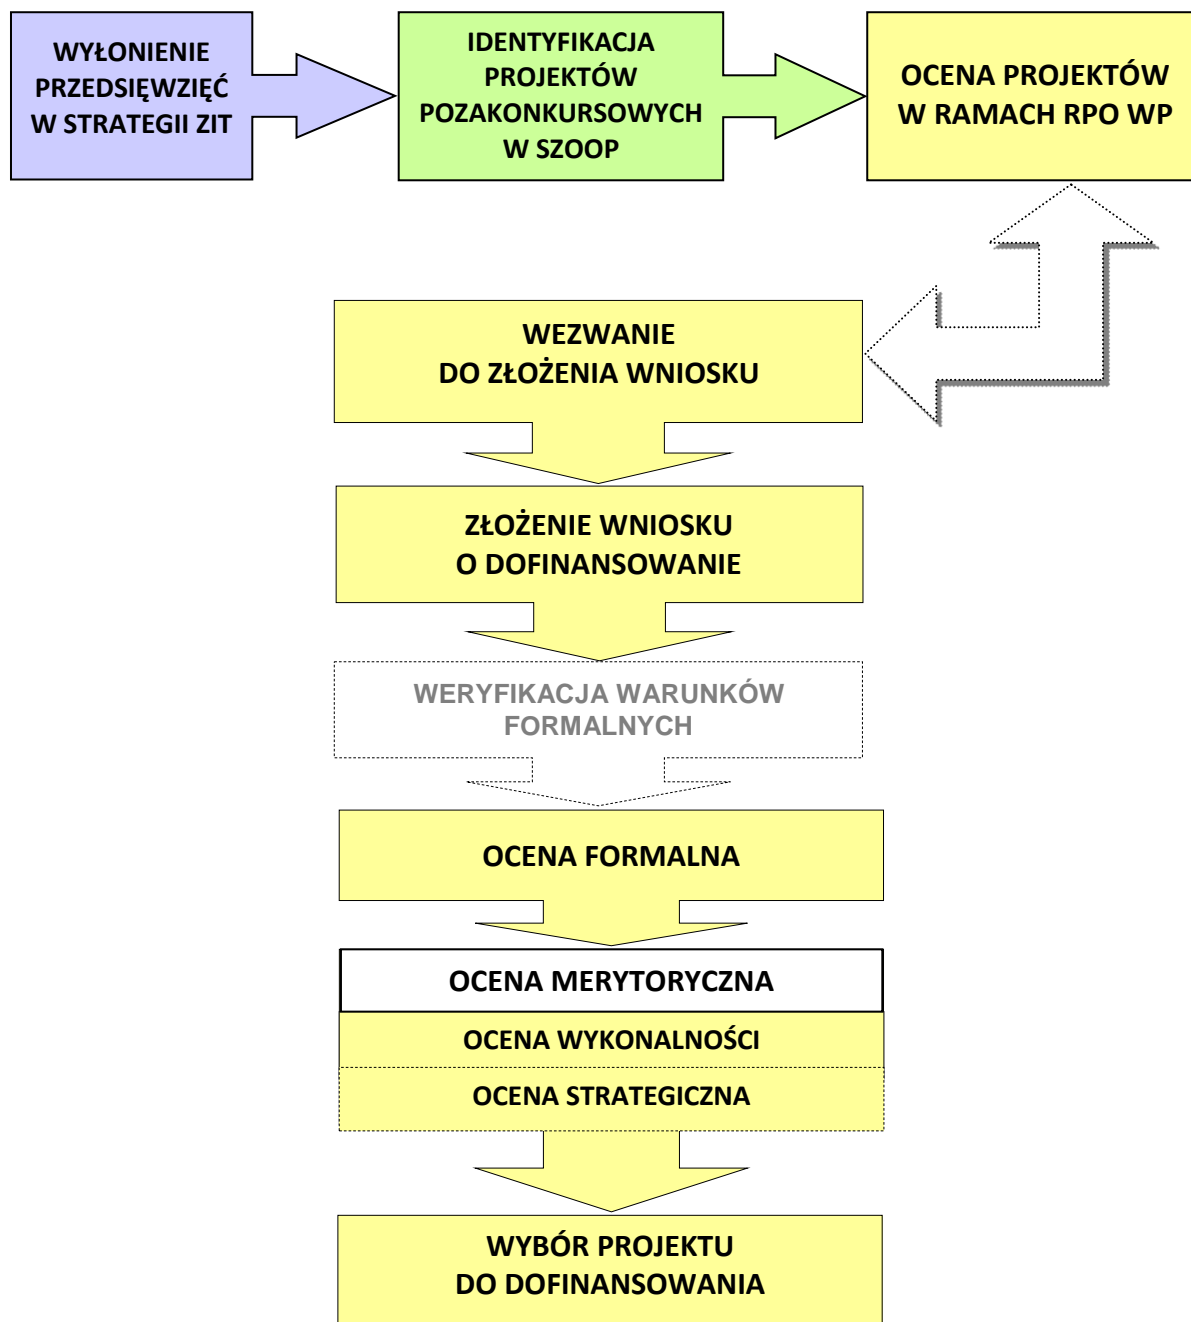 WYŁONIENIE
PRZEDSIĘWZIĘĆ
W STRATEGII ZIT
IDENTYFIKACJA
PROJEKTÓW
POZAKONKURSOWYCH
W SZOOP
OCENA PROJEKTÓW
W RAMACH RPO WP
WEZWANIE
DO ZŁOŻENIA WNIOSKU
ZŁOŻENIE WNIOSKU
O DOFINANSOWANIE
WERYFIKACJA WARUNKÓW
FORMALNYCH
OCENA FORMALNA
OCENA MERYTORYCZNA
OCENA WYKONALNOŚCI
OCENA STRATEGICZNA
WYBÓR PROJEKTU
DO DOFINANSOWANIA